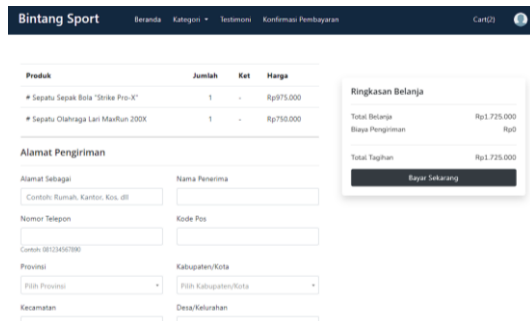 Bintang Sport Beranda Kategori Testimoni Konfirmasi Pembayaran Cart(2)
Produk Jumlah Ket Harga
# Sepatu Sepak Bola "Strike Pro-X" 1 - Rp975.000
# Sepatu Olahraga Lari MaxRun 200X 1 - Rp750.000
Ringkasan Belanja
Total Belanja Rp1.725.000
Biaya Pengiriman Rp0
Total Tagihan Rp1.725.000
Bayar Sekarang
Alamat Pengiriman
Alamat Sebagai Nama Penerima
Contoh: Rumah, Kantor, Kos, dll
Nomor Telepon Kode Pos
Contoh: 081234567890
Provinsi Kabupaten/Kota
Pilih Provinsi Pilih Kabupaten/Kota
Kecamatan Desa/Kelurahan